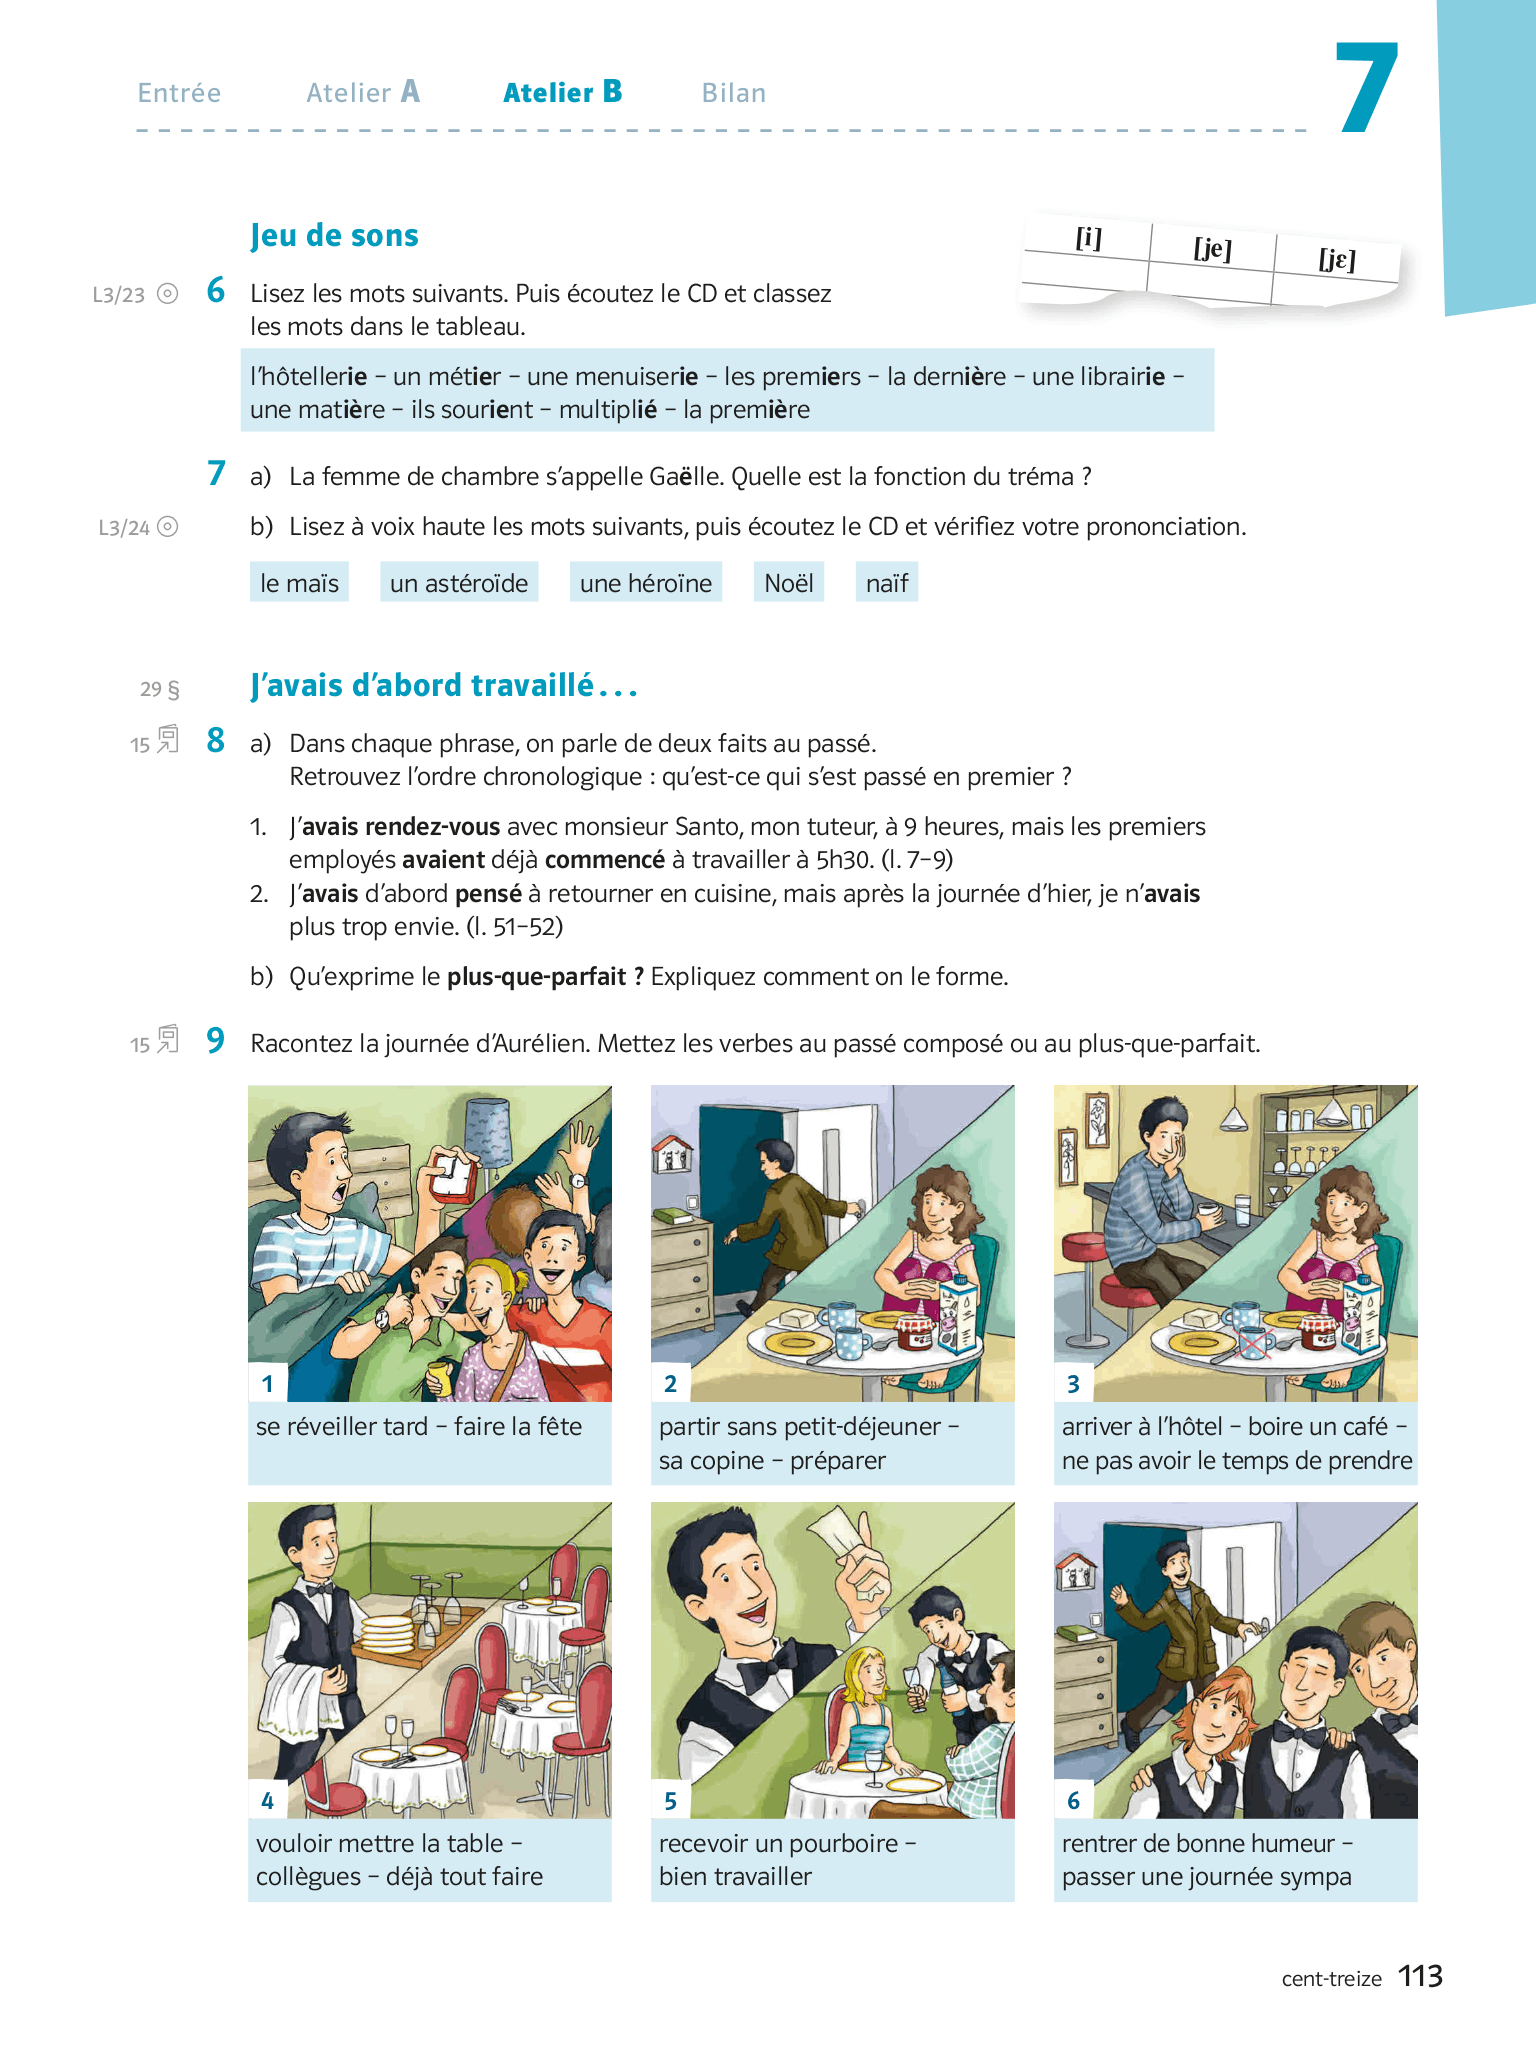 Entrée Atelier A Atelier B Bilan
7
Jeu de sons
[i] [je] [jɛ]
L3/23 6 Lisez les mots suivants. Puis écoutez le CD et classez
les mots dans le tableau.
l'hôtellerie – un métier – une menuiserie – les premiers – la dernière – une librairie –
une matière – ils sourient – multiplié – la première
7 a) La femme de chambre s'appelle Gaëlle. Quelle est la fonction du tréma ?
L3/24 b) Lisez à voix haute les mots suivants, puis écoutez le CD et vérifiez votre prononciation.
le maïs un astéroïde une héroïne Noël naïf
29 § J'avais d'abord travaillé...
15 8 a) Dans chaque phrase, on parle de deux faits au passé.
Retrouvez l'ordre chronologique : qu'est-ce qui s'est passé en premier ?
1. J'avais rendez-vous avec monsieur Santo, mon tuteur, à 9 heures, mais les premiers
employés avaient déjà commencé à travailler à 5h30. (l. 7–9)
2. J'avais d'abord pensé à retourner en cuisine, mais après la journée d'hier, je n'avais
plus trop envie. (l. 51–52)
b) Qu'exprime le plus-que-parfait ? Expliquez comment on le forme.
15 9 Racontez la journée d'Aurélien. Mettez les verbes au passé composé ou au plus-que-parfait.
1
se réveiller tard – faire la fête
2
partir sans petit-déjeuner –
sa copine – préparer
3
arriver à l'hôtel – boire un café –
ne pas avoir le temps de prendre
4
vouloir mettre la table –
collègues – déjà tout faire
5
recevoir un pourboire –
bien travailler
6
rentrer de bonne humeur –
passer une journée sympa
cent-treize 113